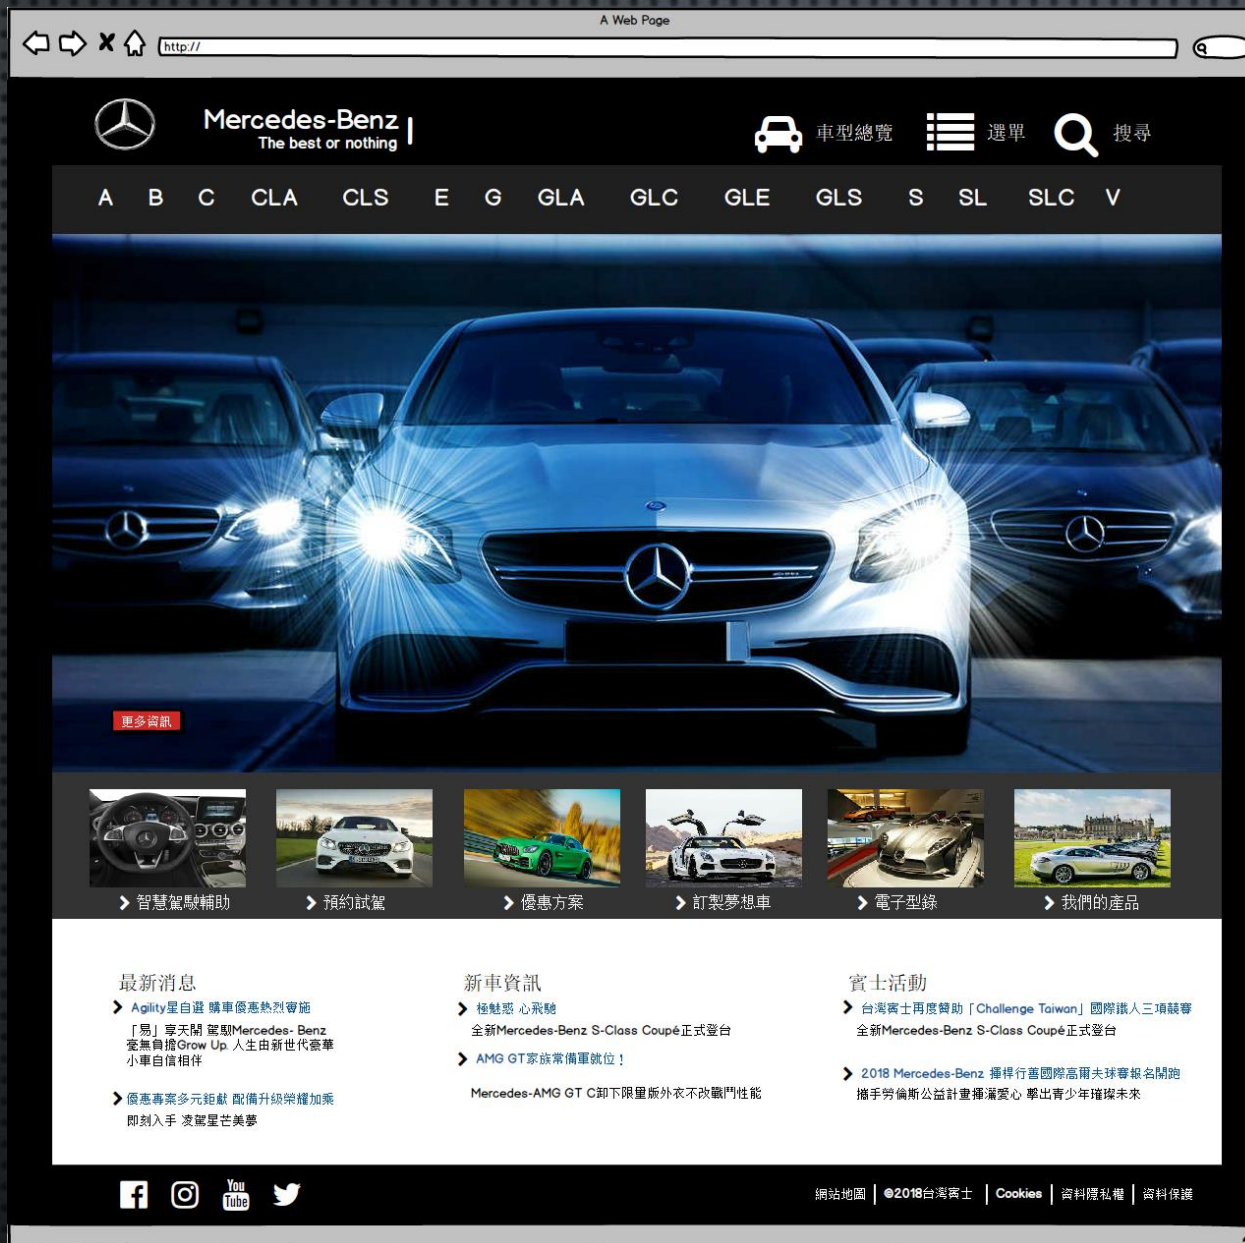 A Web Page
http://
Mercedes-Benz
The best or nothing
車型總覽
選單
搜尋
A B C CLA CLS E G GLA GLC GLE GLS S SL SLC V
更多資訊
智慧駕駛輔助
預約試駕
優惠方案
訂製夢想車
電子型錄
我們的產品
最新消息
Agility星自選 購車優惠熱烈實施
「易」享天開 駕馭Mercedes- Benz
毫無負擔Grow Up. 人生由新世代豪華
小車自信相伴
優惠專案多元鉅獻 配備升級榮耀加乘
即刻入手 凌駕星芒美夢
新車資訊
極魅惑 心飛馳
全新Mercedes-Benz S-Class Coupé正式登台
AMG GT家族常備軍就位！
Mercedes-AMG GT C卸下限量版外衣不改戰鬥性能
賓士活動
台灣賓士再度贊助「Challenge Taiwan」國際鐵人三項競賽
全新Mercedes-Benz S-Class Coupé正式登台
2018 Mercedes-Benz 揮桿行善國際高爾夫球賽報名開跑
攜手勞倫斯公益計畫揮灑愛心 擊出青少年璀璨未來
You
Tube
網站地圖 | ©2018台灣賓士 | Cookies | 資料隱私權 | 資料保護